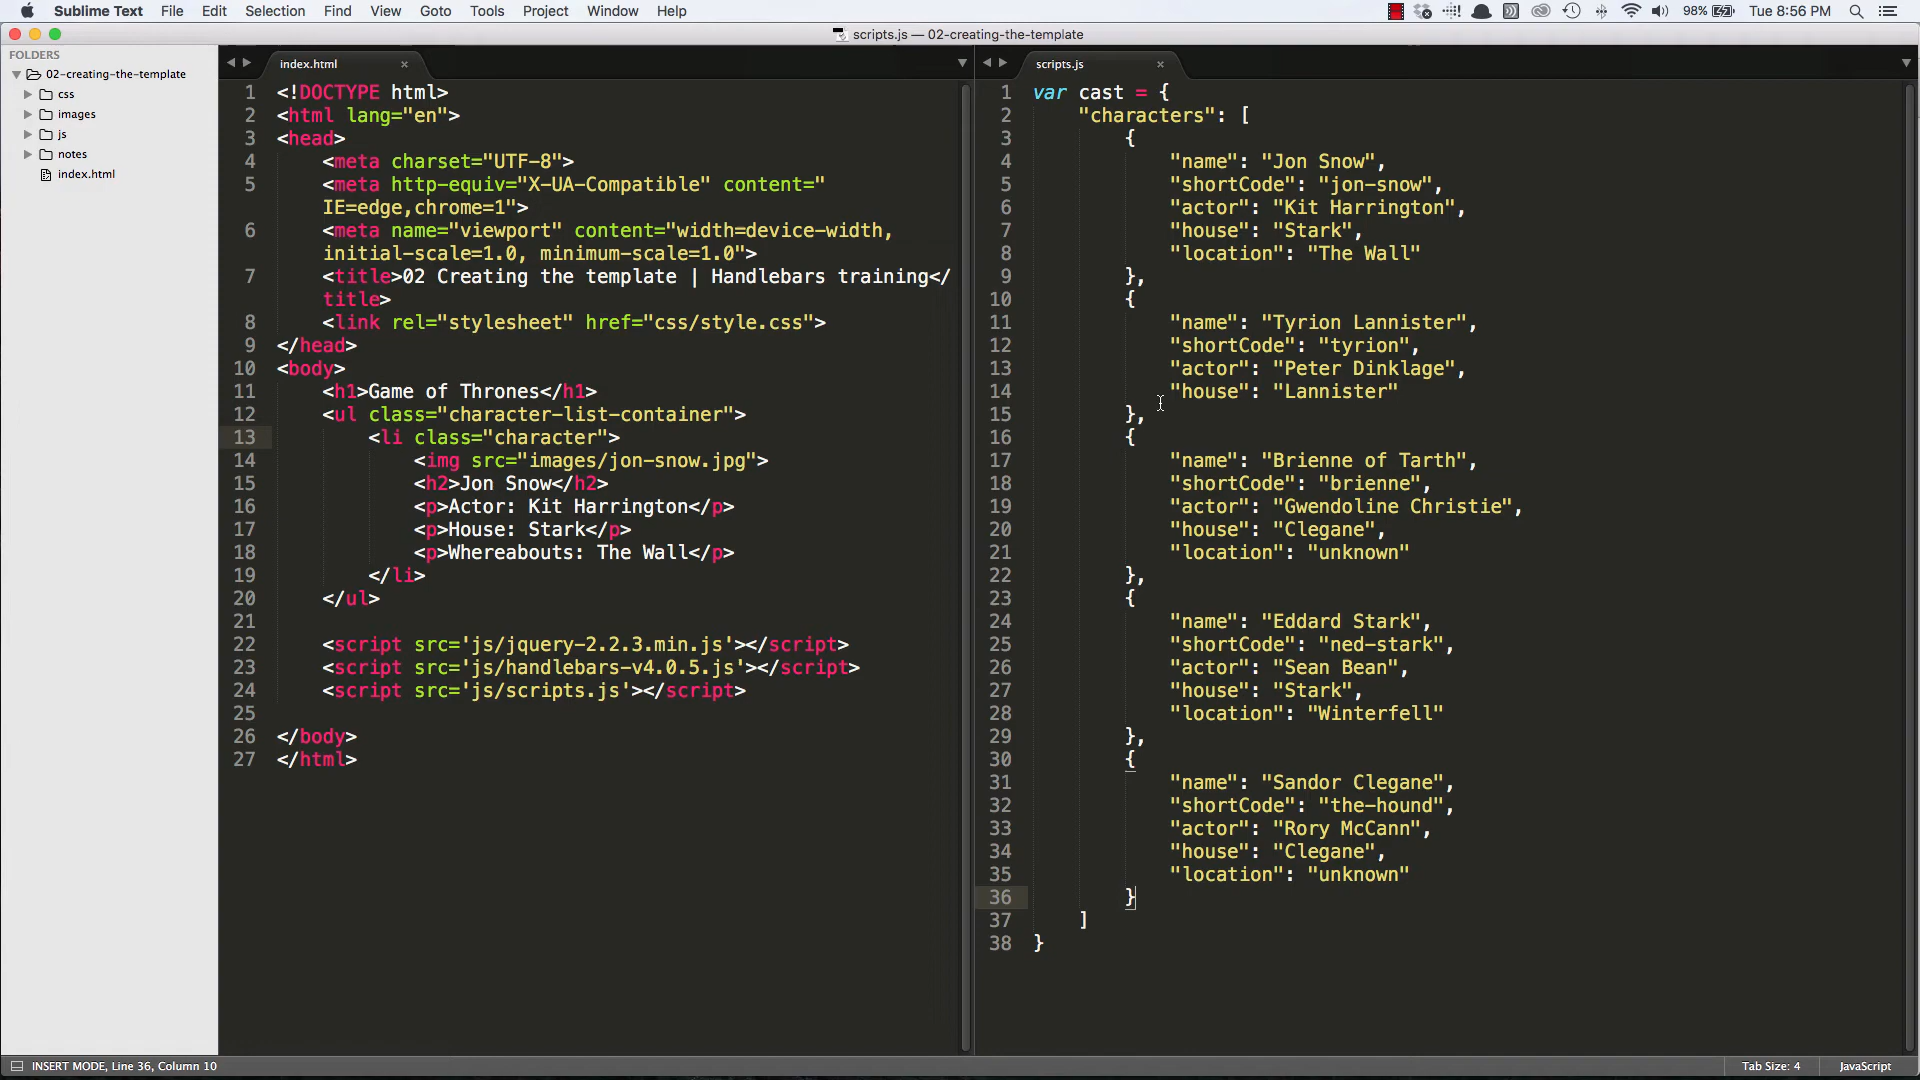 Sublime Text File Edit Selection Find View Goto Tools Project Window Help 98% Tue 8:56 PM
scripts.js — 02-creating-the-template
FOLDERS
02-creating-the-template
css
images
js
notes
index.html
index.html
1 <!DOCTYPE html>
2 <html lang="en">
3 <head>
4 <meta charset="UTF-8">
5 <meta http-equiv="X-UA-Compatible" content="
IE=edge,chrome=1">
6 <meta name="viewport" content="width=device-width,
initial-scale=1.0, minimum-scale=1.0">
7 <title>02 Creating the template | Handlebars training</
title>
8 <link rel="stylesheet" href="css/style.css">
9 </head>
10 <body>
11 <h1>Game of Thrones</h1>
12 <ul class="character-list-container">
13 <li class="character">
14 <img src="images/jon-snow.jpg">
15 <h2>Jon Snow</h2>
16 <p>Actor: Kit Harrington</p>
17 <p>House: Stark</p>
18 <p>Whereabouts: The Wall</p>
19 </li>
20 </ul>
21
22 <script src='js/jquery-2.2.3.min.js'></script>
23 <script src='js/handlebars-v4.0.5.js'></script>
24 <script src='js/scripts.js'></script>
25
26 </body>
27 </html>
scripts.js
1 var cast = {
2 "characters": [
3 {
4 "name": "Jon Snow",
5 "shortCode": "jon-snow",
6 "actor": "Kit Harrington",
7 "house": "Stark",
8 "location": "The Wall"
9 },
10 {
11 "name": "Tyrion Lannister",
12 "shortCode": "tyrion",
13 "actor": "Peter Dinklage",
14 "house": "Lannister"
15 },
16 {
17 "name": "Brienne of Tarth",
18 "shortCode": "brienne",
19 "actor": "Gwendoline Christie",
20 "house": "Clegane",
21 "location": "unknown"
22 },
23 {
24 "name": "Eddard Stark",
25 "shortCode": "ned-stark",
26 "actor": "Sean Bean",
27 "house": "Stark",
28 "location": "Winterfell"
29 },
30 {
31 "name": "Sandor Clegane",
32 "shortCode": "the-hound",
33 "actor": "Rory McCann",
34 "house": "Clegane",
35 "location": "unknown"
36 }
37 ]
38 }
INSERT MODE, Line 36, Column 10 Tab Size: 4 JavaScript